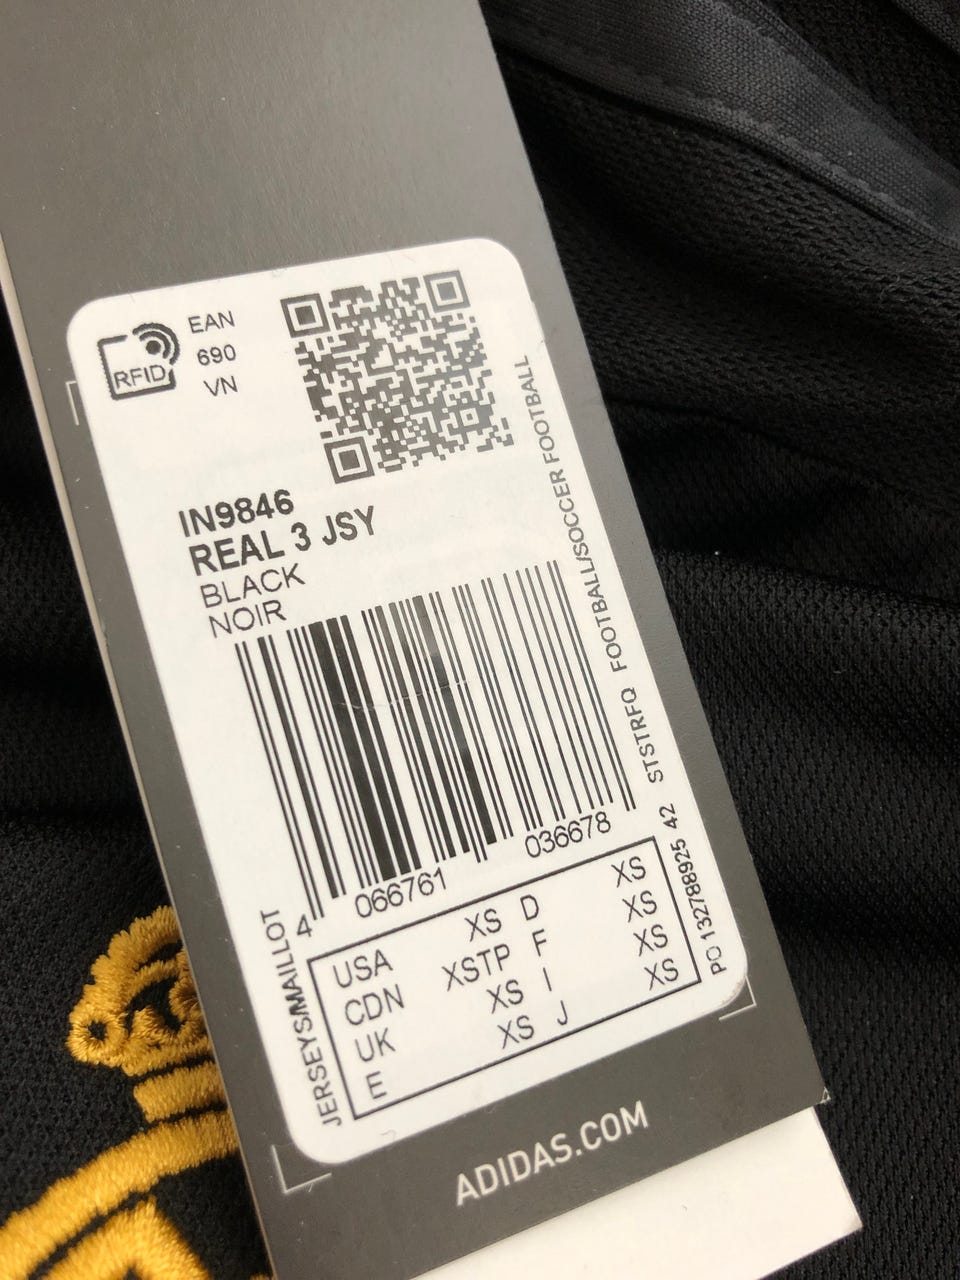 EAN
690
VN
RFID
IN9846
REAL 3 JSY
BLACK
NOIR
4 066761 036678
JERSEYS/MAILLOT
STSTRFQ FOOTBALL/SOCCER FOOTBALL
PO 132788925 42
USA XS D XS
CDN XSTP F XS
UK XS I XS
E XS J XS
ADIDAS.COM